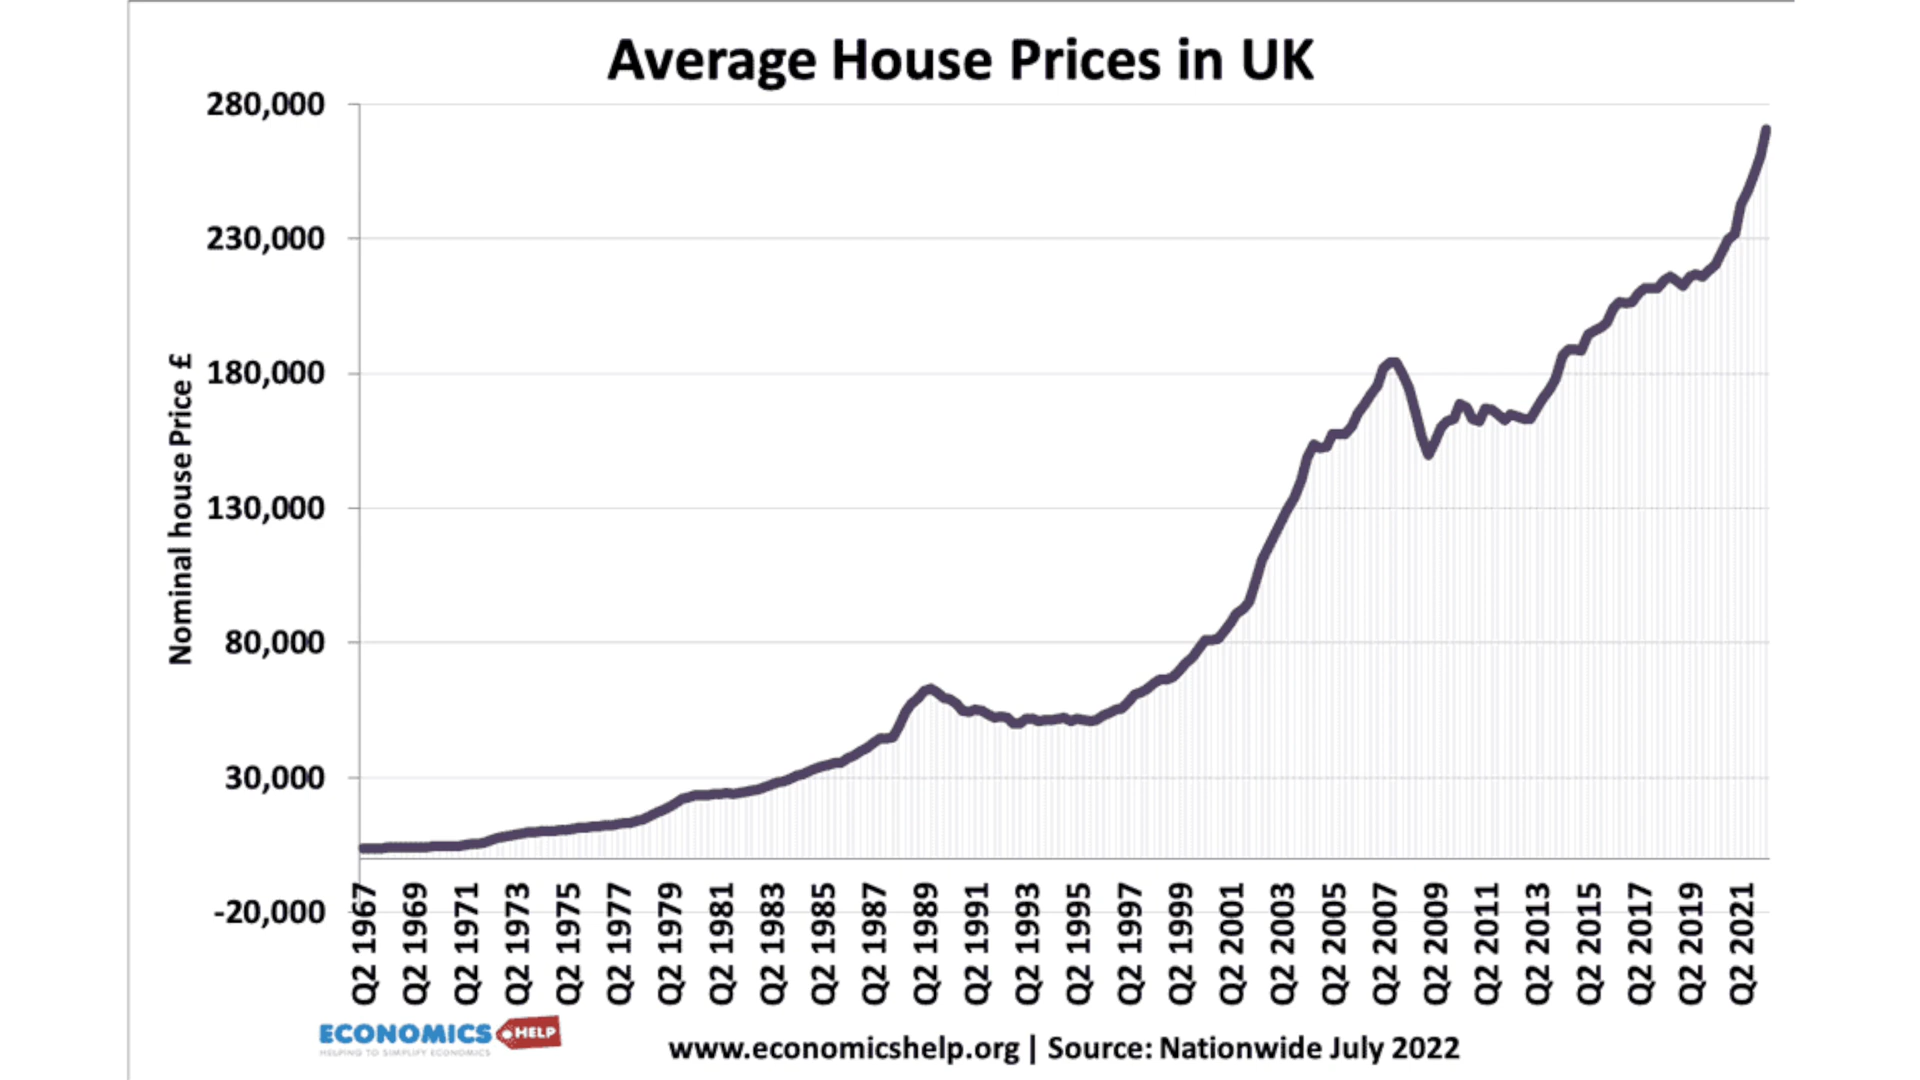 Average House Prices in UK
280,000
230,000
180,000
130,000
80,000
30,000
-20,000
Nominal house Price £
Q2 1967
Q2 1969
Q2 1971
Q2 1973
Q2 1975
Q2 1977
Q2 1979
Q2 1981
Q2 1983
Q2 1985
Q2 1987
Q2 1989
Q2 1991
Q2 1993
Q2 1995
Q2 1997
Q2 1999
Q2 2001
Q2 2003
Q2 2005
Q2 2007
Q2 2009
Q2 2011
Q2 2013
Q2 2015
Q2 2017
Q2 2019
Q2 2021
ECONOMICS HELP
HELPING TO SIMPLIFY ECONOMICS
www.economicshelp.org | Source: Nationwide July 2022